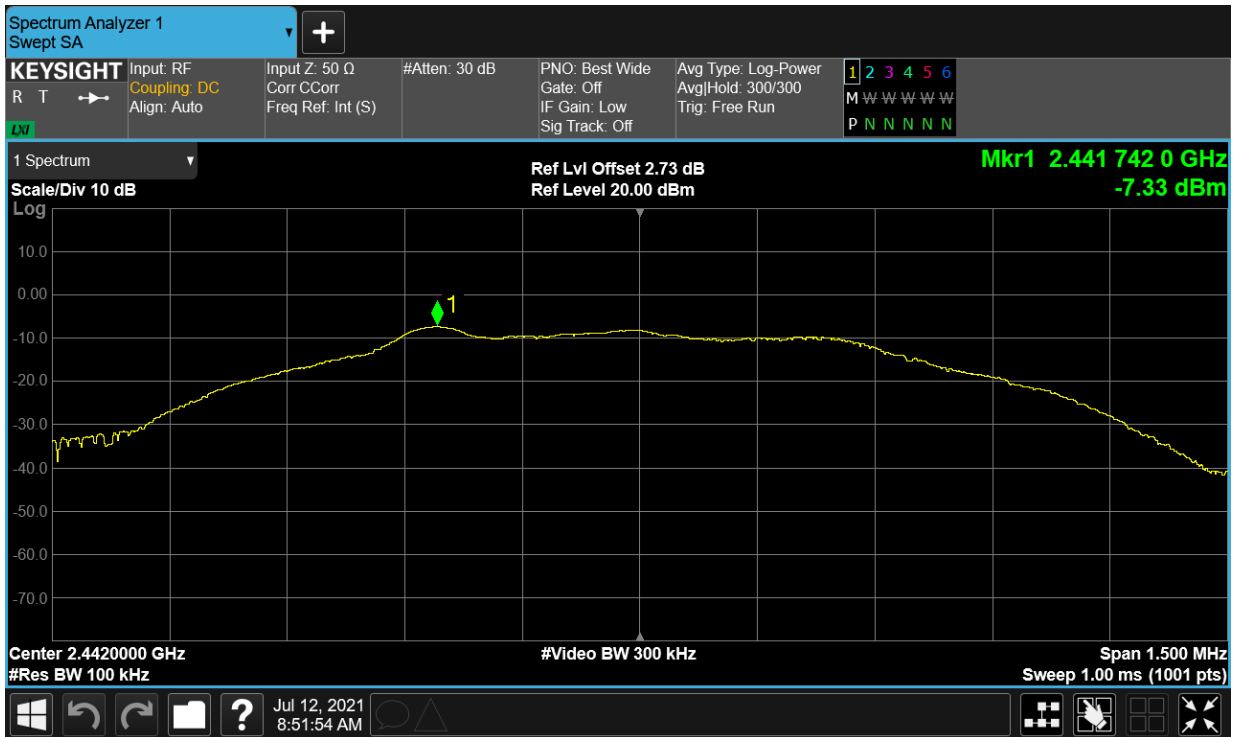 Spectrum Analyzer 1
Swept SA
KEYSIGHT
R T
LXI
Input: RF
Coupling: DC
Align: Auto
Input Z: 50 Ω
Corr CCorr
Freq Ref: Int (S)
#Atten: 30 dB
PNO: Best Wide
Gate: Off
IF Gain: Low
Sig Track: Off
Avg Type: Log-Power
Avg|Hold: 300/300
Trig: Free Run
1 2 3 4 5 6
M W W W W W
P N N N N N
1 Spectrum
Scale/Div 10 dB
Log
Ref Lvl Offset 2.73 dB
Ref Level 20.00 dBm
Mkr1 2.441 742 0 GHz
-7.33 dBm
10.0
0.00
1
-10.0
-20.0
-30.0
-40.0
-50.0
-60.0
-70.0
Center 2.4420000 GHz
#Video BW 300 kHz
Span 1.500 MHz
#Res BW 100 kHz
Sweep 1.00 ms (1001 pts)
?
Jul 12, 2021
8:51:54 AM